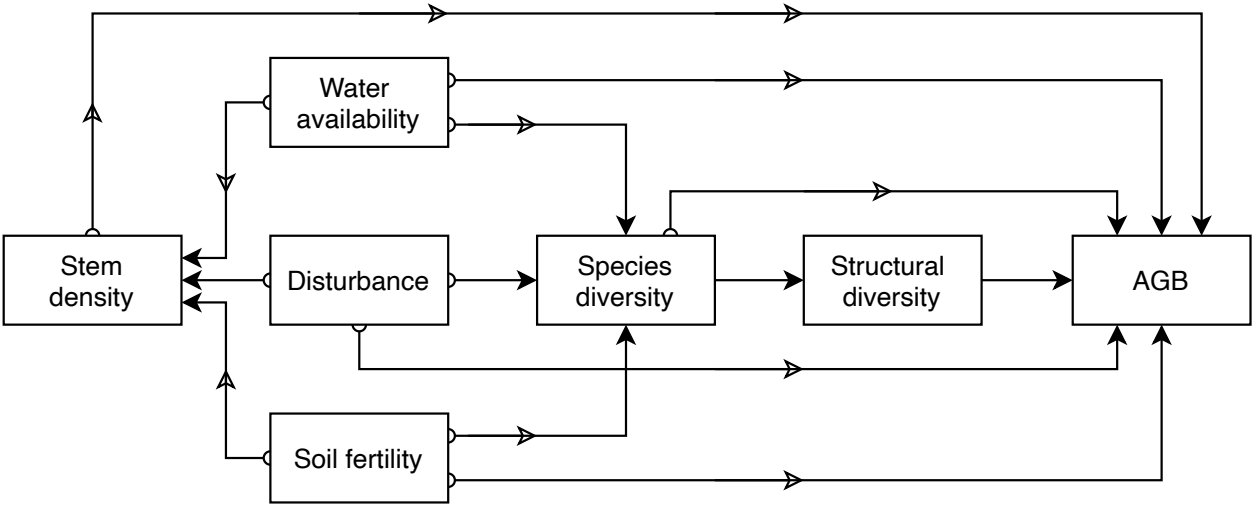 Water
availability
Stem
density
Disturbance
Species
diversity
Structural
diversity
AGB
Soil fertility